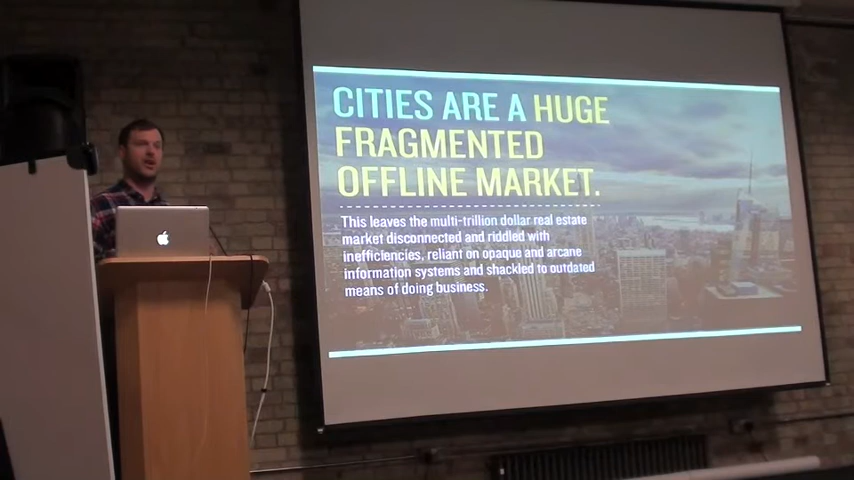 CITIES ARE A HUGE
FRAGMENTED
OFFLINE MARKET.
This leaves the multi-trillion dollar real estate
market disconnected and riddled with
inefficiencies, reliant on opaque and arcane
information systems and shackled to outdated
means of doing business.